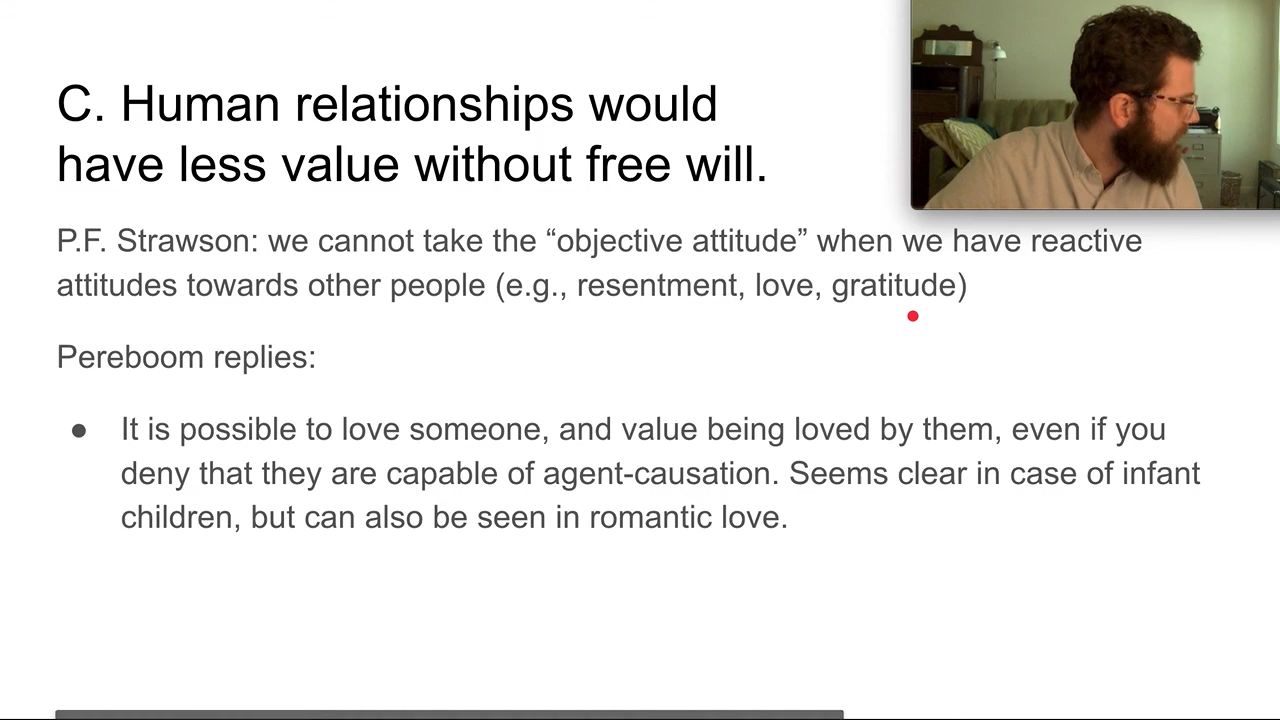 C. Human relationships would
have less value without free will.
P.F. Strawson: we cannot take the “objective attitude” when we have reactive
attitudes towards other people (e.g., resentment, love, gratitude)
Pereboom replies:
● It is possible to love someone, and value being loved by them, even if you
deny that they are capable of agent-causation. Seems clear in case of infant
children, but can also be seen in romantic love.